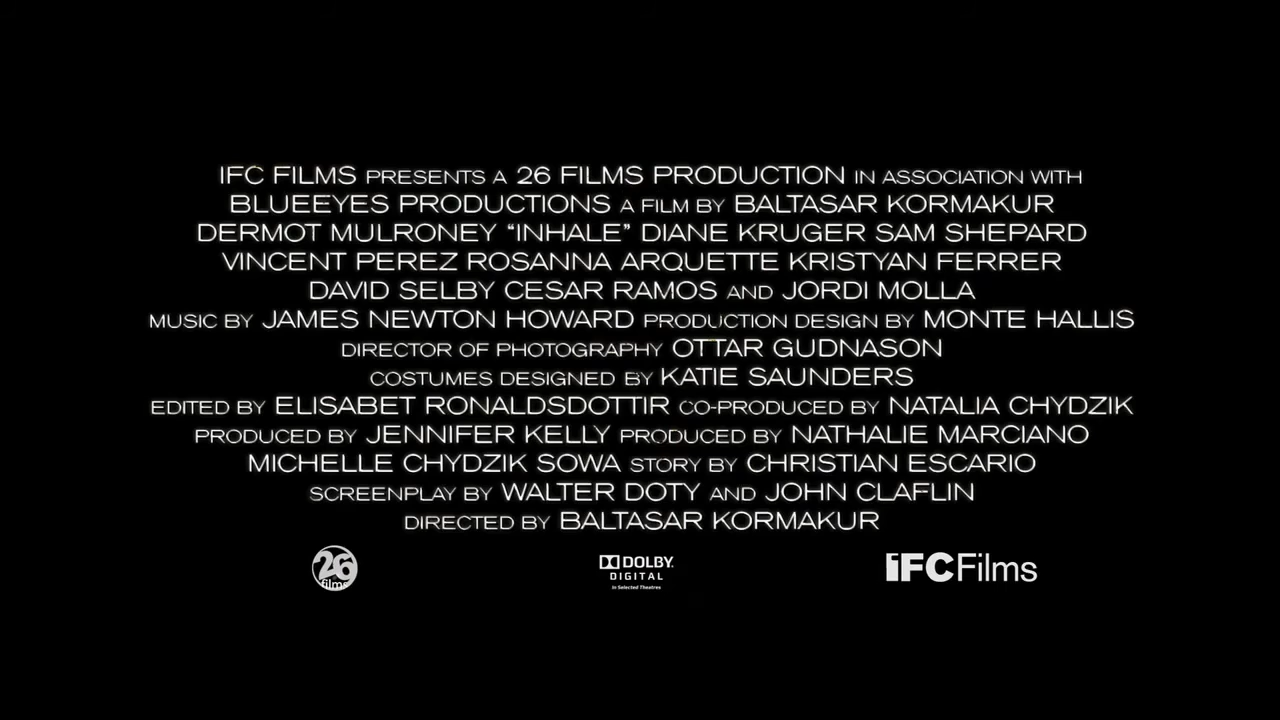 IFC FILMS PRESENTS A 26 FILMS PRODUCTION IN ASSOCIATION WITH
BLUEEYES PRODUCTIONS A FILM BY BALTASAR KORMAKUR
DERMOT MULRONEY “INHALE” DIANE KRUGER SAM SHEPARD
VINCENT PEREZ ROSANNA ARQUETTE KRISTYAN FERRER
DAVID SELBY CESAR RAMOS AND JORDI MOLLA
MUSIC BY JAMES NEWTON HOWARD PRODUCTION DESIGN BY MONTE HALLIS
DIRECTOR OF PHOTOGRAPHY OTTAR GUDNASON
COSTUMES DESIGNED BY KATIE SAUNDERS
EDITED BY ELISABET RONALDSDOTTIR CO-PRODUCED BY NATALIA CHYDZIK
PRODUCED BY JENNIFER KELLY PRODUCED BY NATHALIE MARCIANO
MICHELLE CHYDZIK SOWA STORY BY CHRISTIAN ESCARIO
SCREENPLAY BY WALTER DOTY AND JOHN CLAFLIN
DIRECTED BY BALTASAR KORMAKUR
26
films
DOLBY
DIGITAL
In Selected Theatres
IFC Films